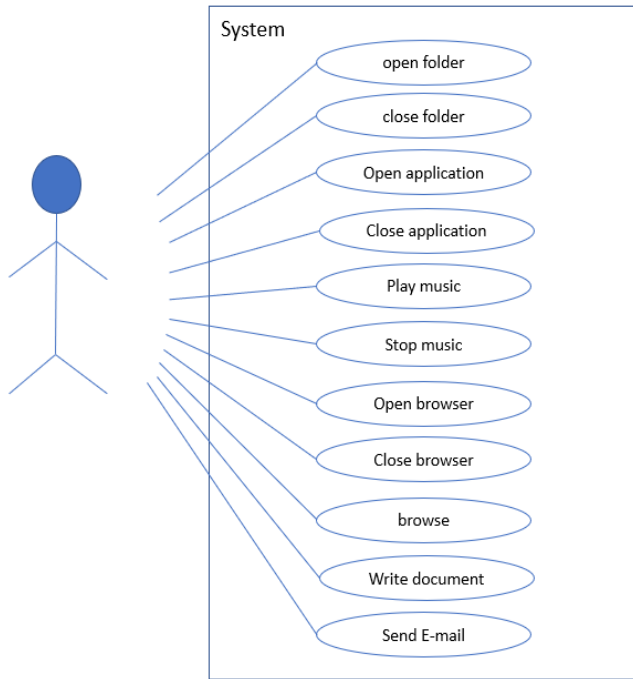 System
open folder
close folder
Open application
Close application
Play music
Stop music
Open browser
Close browser
browse
Write document
Send E-mail